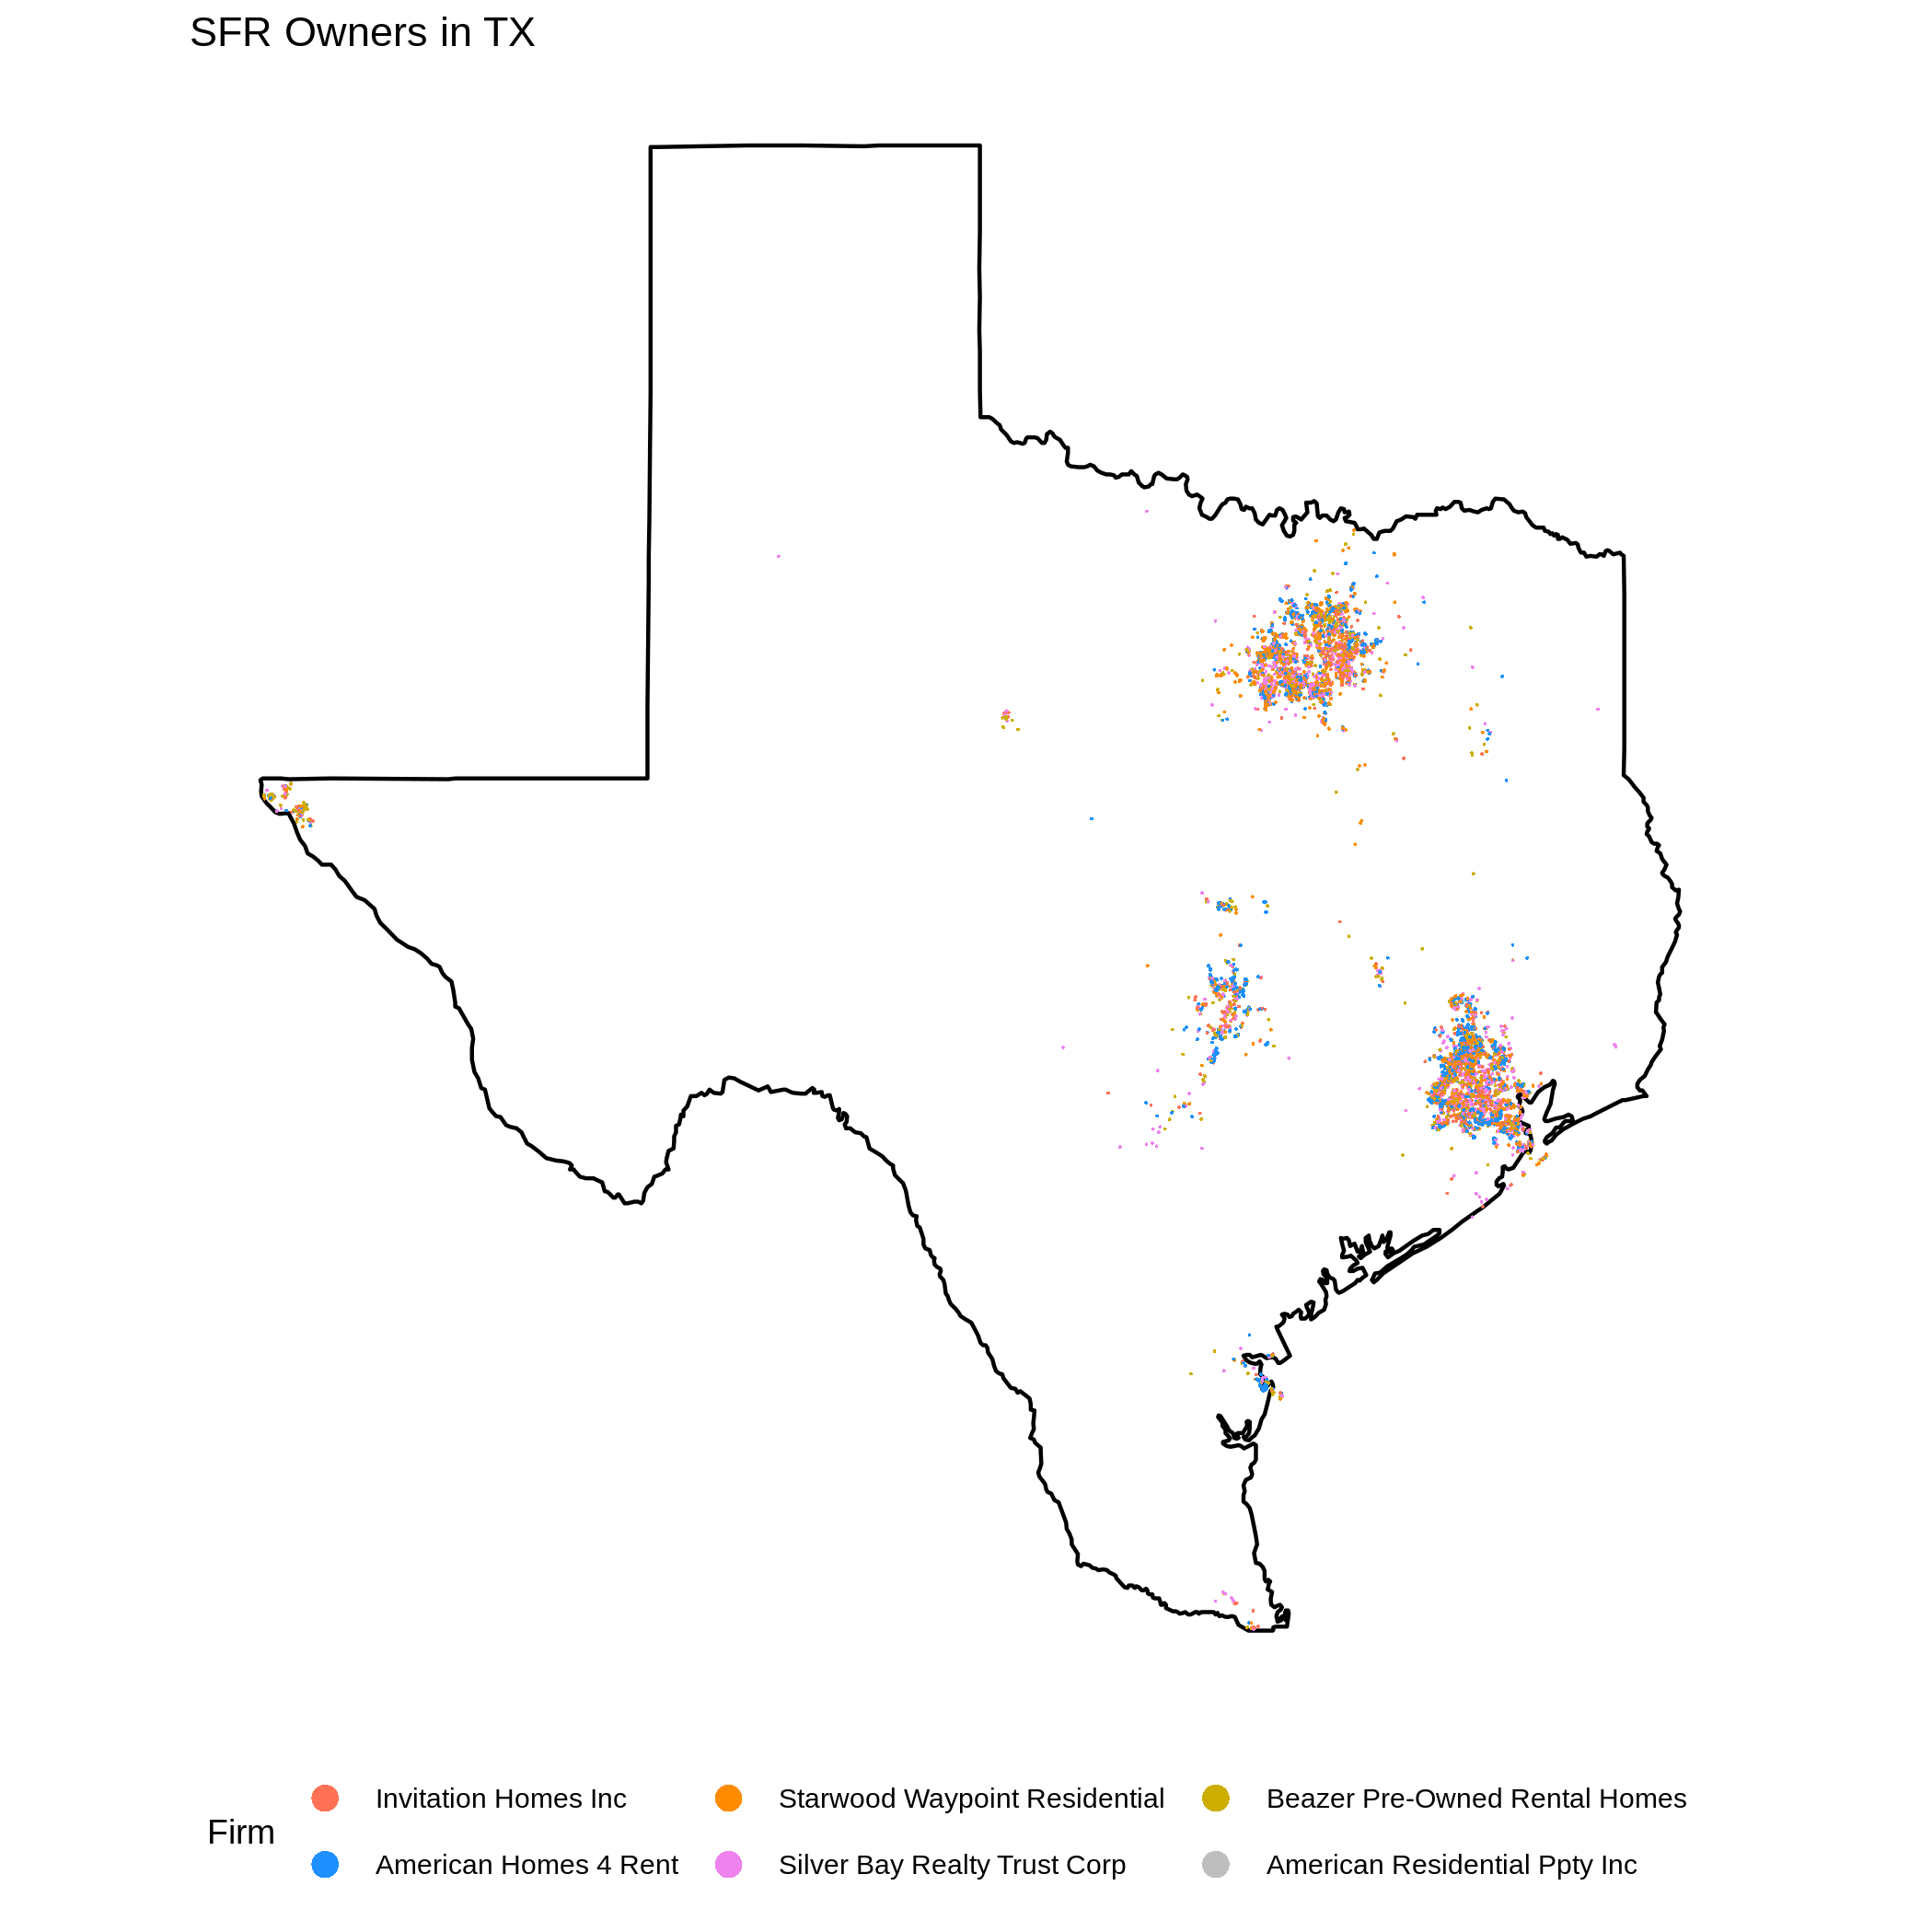 SFR Owners in TX
Firm
Invitation Homes Inc
Starwood Waypoint Residential
Beazer Pre-Owned Rental Homes
American Homes 4 Rent
Silver Bay Realty Trust Corp
American Residential Ppty Inc